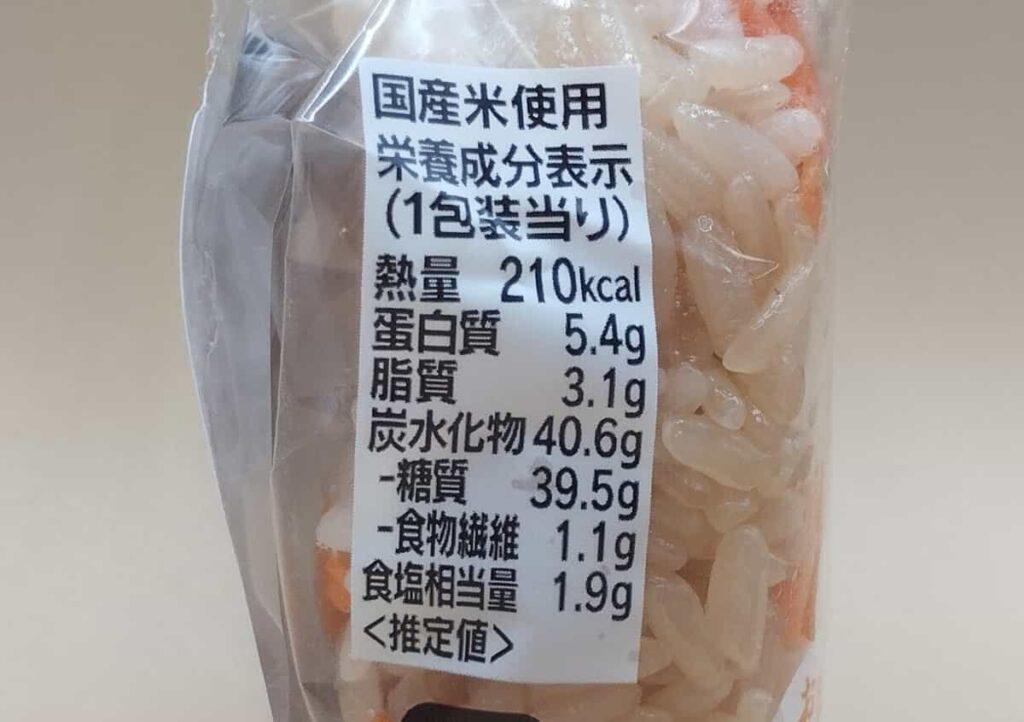 国産米使用
栄養成分表示
(1包装当り)
熱量 210kcal
蛋白質 5.4g
脂質 3.1g
炭水化物 40.6g
-糖質 39.5g
-食物繊維 1.1g
食塩相当量 1.9g
<推定値>